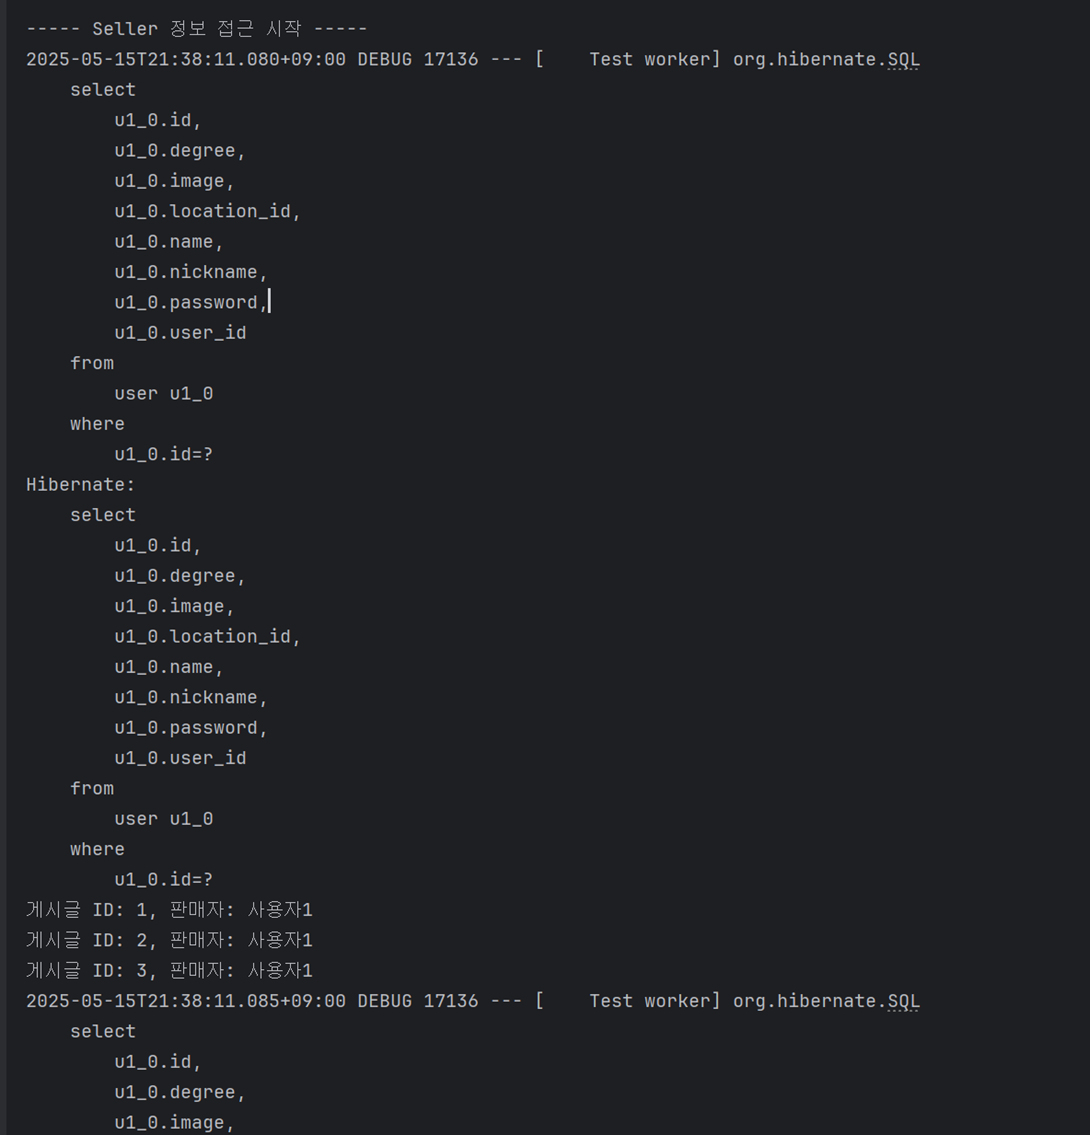 ----- Seller 정보 접근 시작 -----
2025-05-15T21:38:11.080+09:00 DEBUG 17136 --- [    Test worker] org.hibernate.SQL
    select
        u1_0.id,
        u1_0.degree,
        u1_0.image,
        u1_0.location_id,
        u1_0.name,
        u1_0.nickname,
        u1_0.password,
        u1_0.user_id
    from
        user u1_0
    where
        u1_0.id=?
Hibernate:
    select
        u1_0.id,
        u1_0.degree,
        u1_0.image,
        u1_0.location_id,
        u1_0.name,
        u1_0.nickname,
        u1_0.password,
        u1_0.user_id
    from
        user u1_0
    where
        u1_0.id=?
게시글 ID: 1, 판매자: 사용자1
게시글 ID: 2, 판매자: 사용자1
게시글 ID: 3, 판매자: 사용자1
2025-05-15T21:38:11.085+09:00 DEBUG 17136 --- [    Test worker] org.hibernate.SQL
    select
        u1_0.id,
        u1_0.degree,
        u1_0.image,